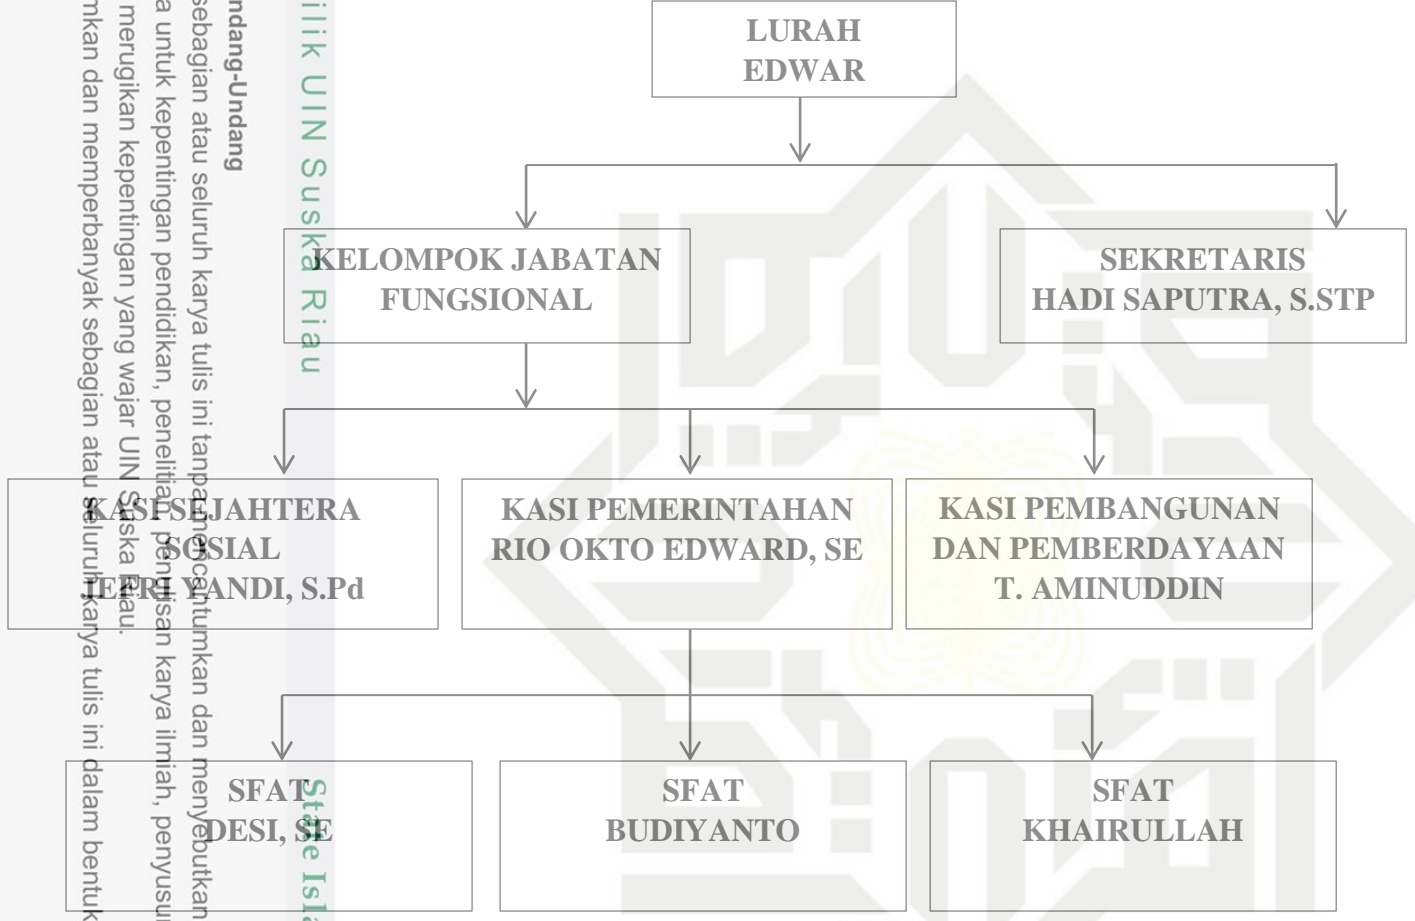 LURAH
EDWAR
KELOMPOK JABATAN
FUNGSIONAL
SEKRETARIS
HADI SAPUTRA, S.STP
KASI SEJAHTERA
SOSIAL
JEFRI YANDI, S.Pd
KASI PEMERINTAHAN
RIO OKTO EDWARD, SE
KASI PEMBANGUNAN
DAN PEMBERDAYAAN
T. AMINUDDIN
SFAT
DESI, SE
SFAT
BUDIYANTO
SFAT
KHAIRULLAH
ilik UIN Suska Riau
State Isla
ndang-Undang
sebagian atau seluruh karya tulis ini tanpa mencantumkan dan menyebutkan
a untuk kepentingan pendidikan, penelitian, penulisan karya ilmiah, penyusun
merugikan kepentingan yang wajar UIN Suska Riau.
mkan dan memperbanyak sebagian atau seluruh karya tulis ini dalam bentuk